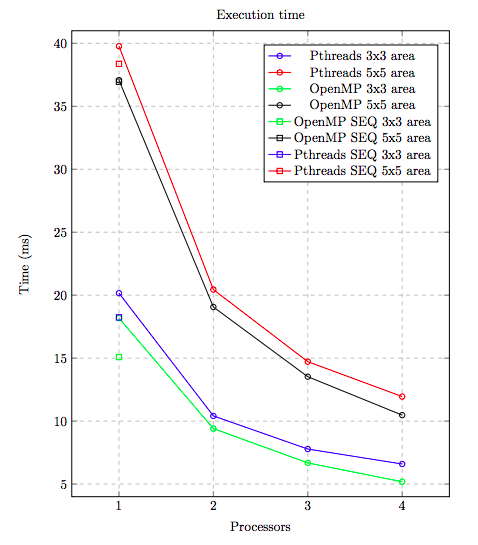 Execution time
40
35
30
25
20
15
10
5
Time (ms)
Pthreads 3x3 area
Pthreads 5x5 area
OpenMP 3x3 area
OpenMP 5x5 area
OpenMP SEQ 3x3 area
OpenMP SEQ 5x5 area
Pthreads SEQ 3x3 area
Pthreads SEQ 5x5 area
1 2 3 4
Processors